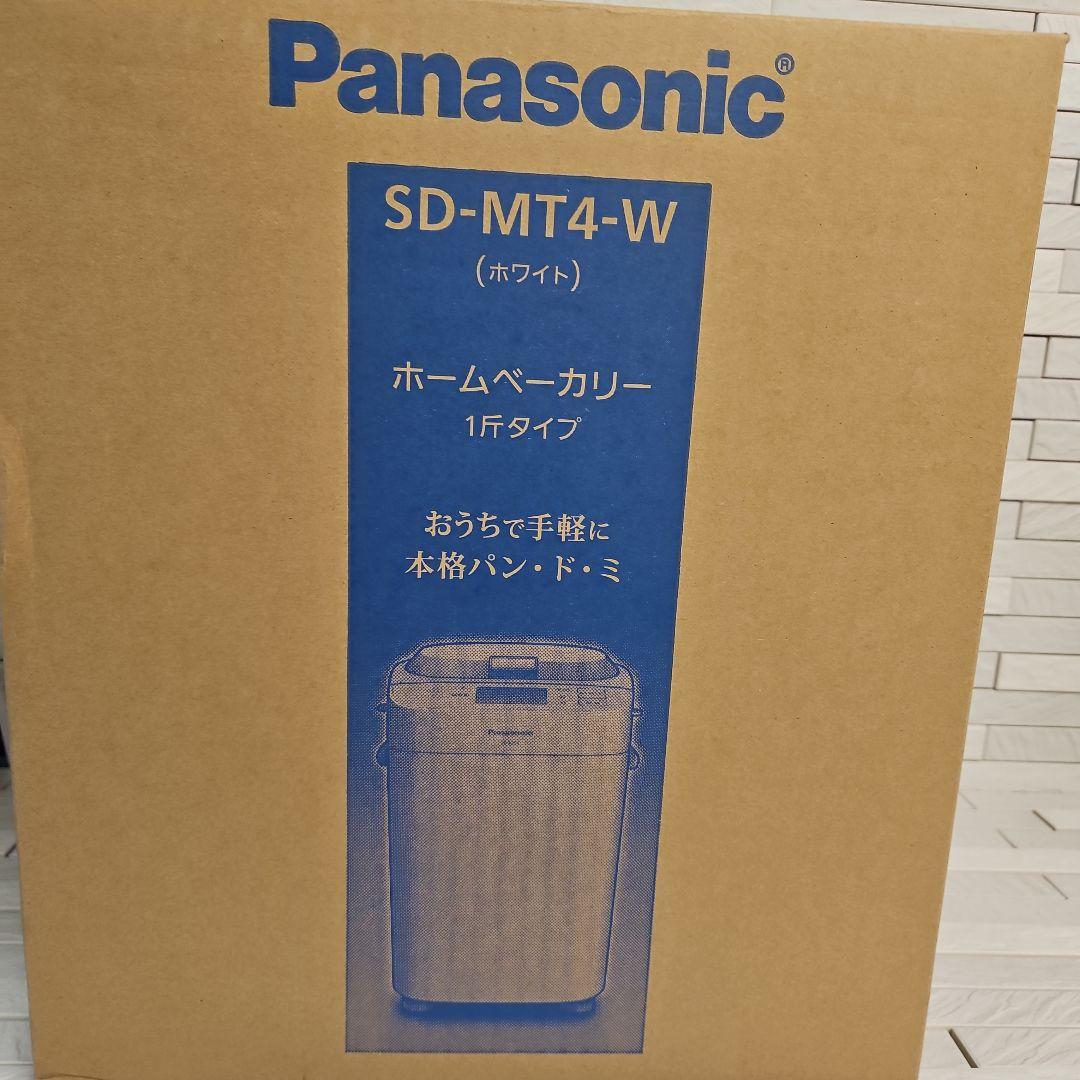 Panasonic®
SD-MT4-W
(ホワイト)
ホームベーカリー
1斤タイプ
おうちで手軽に
本格パン・ド・ミ
Panasonic